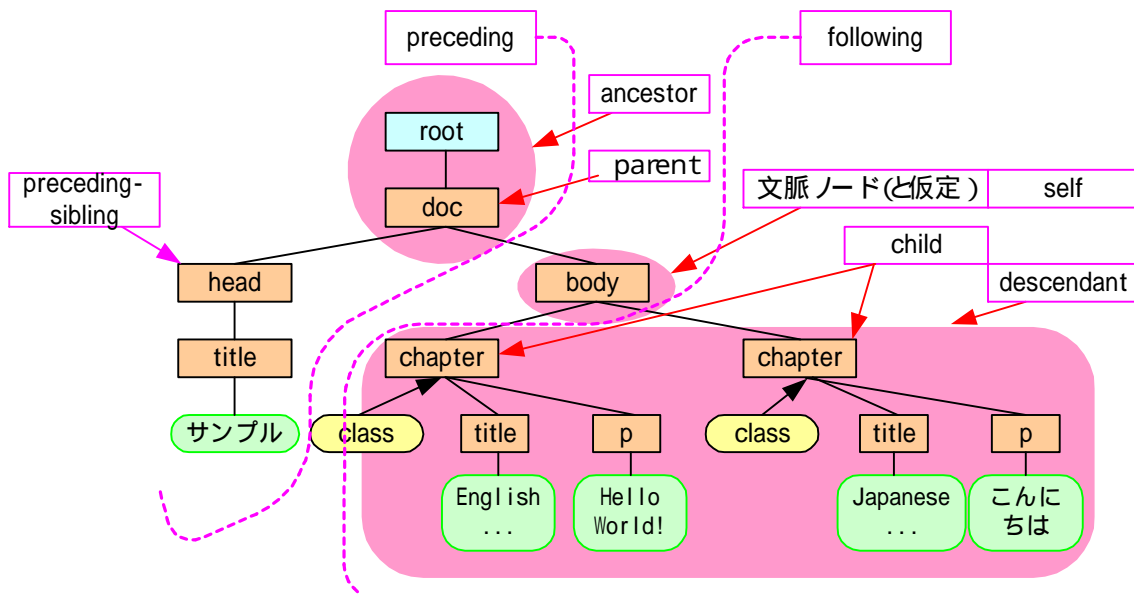 preceding
following
ancestor
root
parent
preceding-
sibling
doc
文脈ノード(と仮定)
self
child
head
body
descendant
title
chapter
chapter
サンプル
class
title
p
class
title
p
English
...
Hello
World!
Japanese
...
こんに
ちは